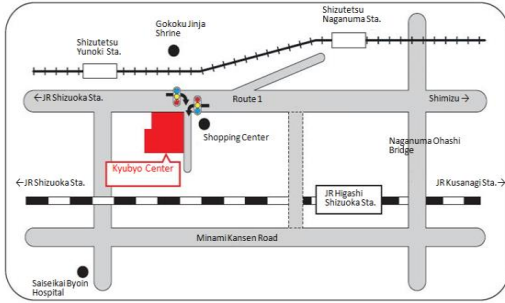 Shizutetsu
Naganuma Sta.
Gokoku Jinja
Shrine
Shizutetsu
Yunoki Sta.
←JR Shizuoka Sta.
Route 1
Shimizu→
Shopping Center
Naganuma Ohashi
Bridge
Kyubyo Center
←JR Shizuoka Sta.
JR Kusanagi Sta.→
JR Higashi
Shizuoka Sta.
Minami Kansen Road
Saiseikai Byoin
Hospital